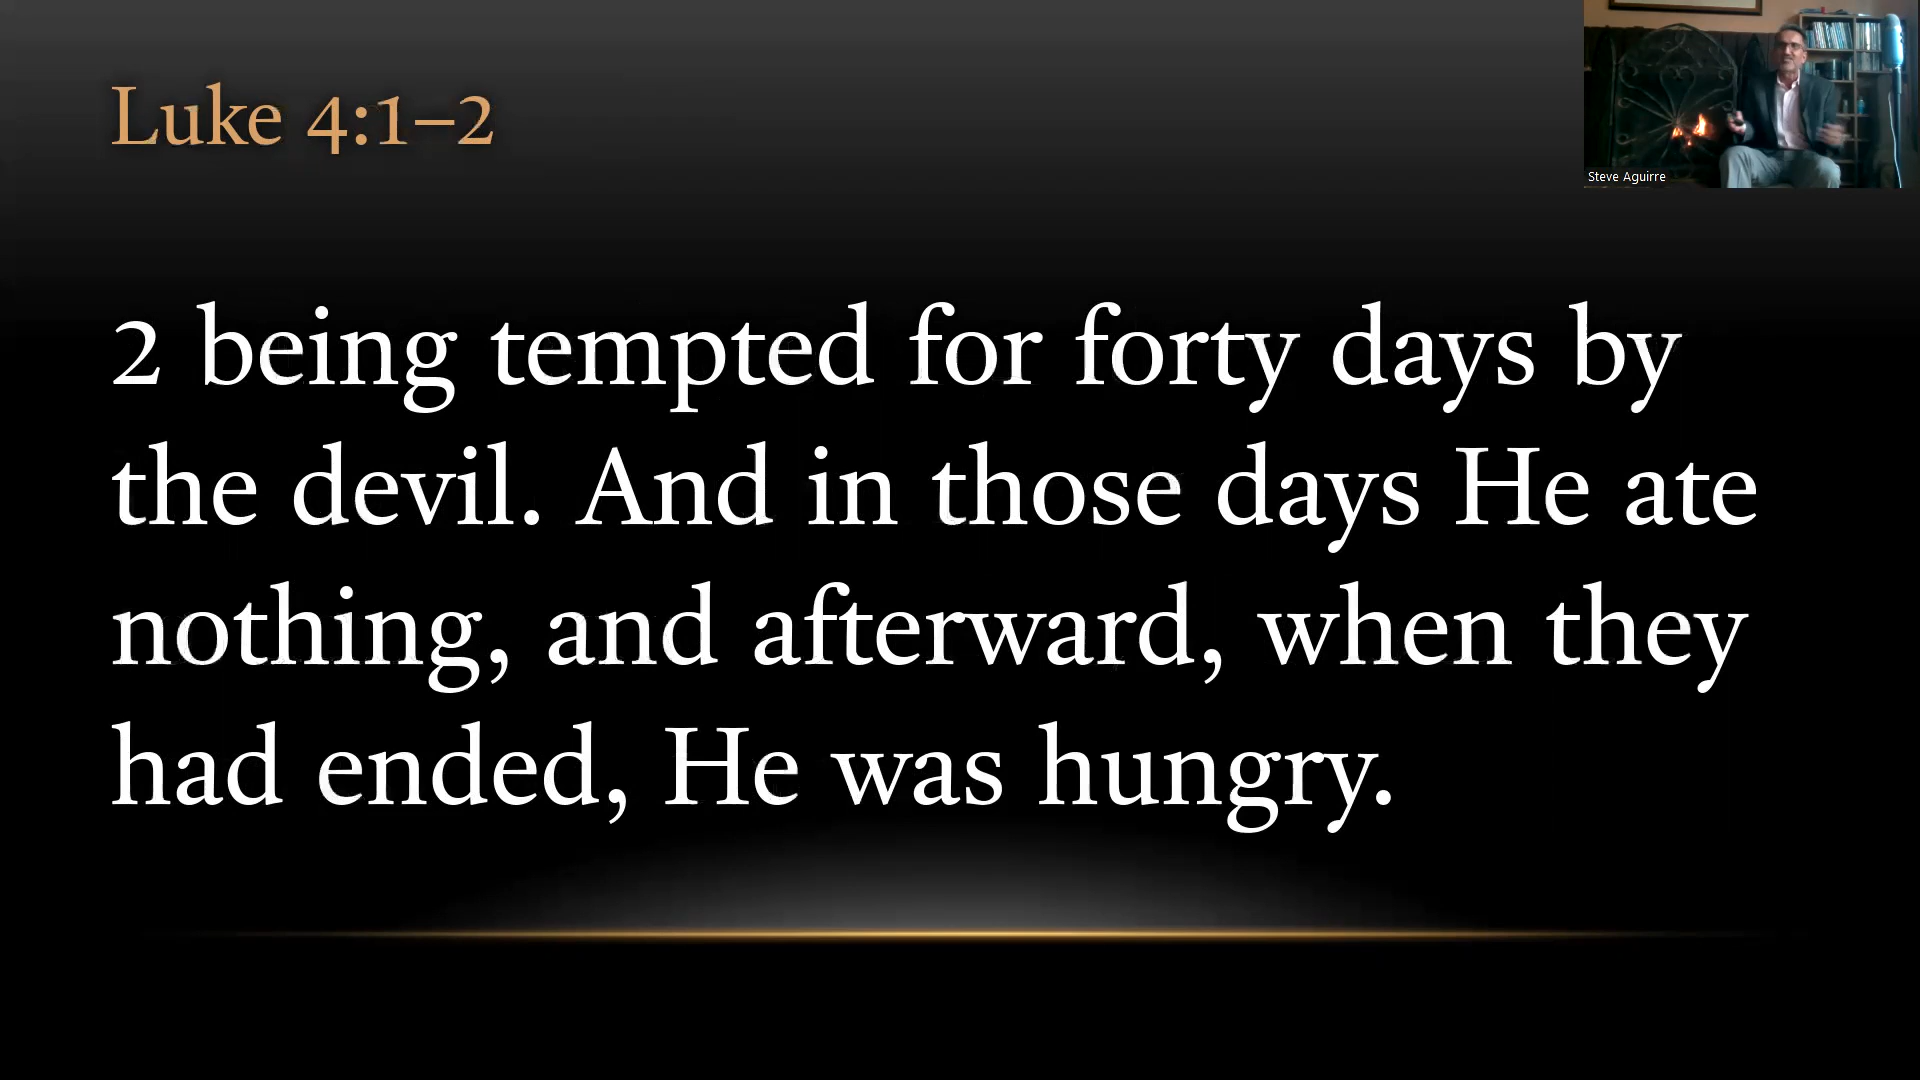 Luke 4:1–2
Steve Aguirre
2 being tempted for forty days by
the devil. And in those days He ate
nothing, and afterward, when they
had ended, He was hungry.